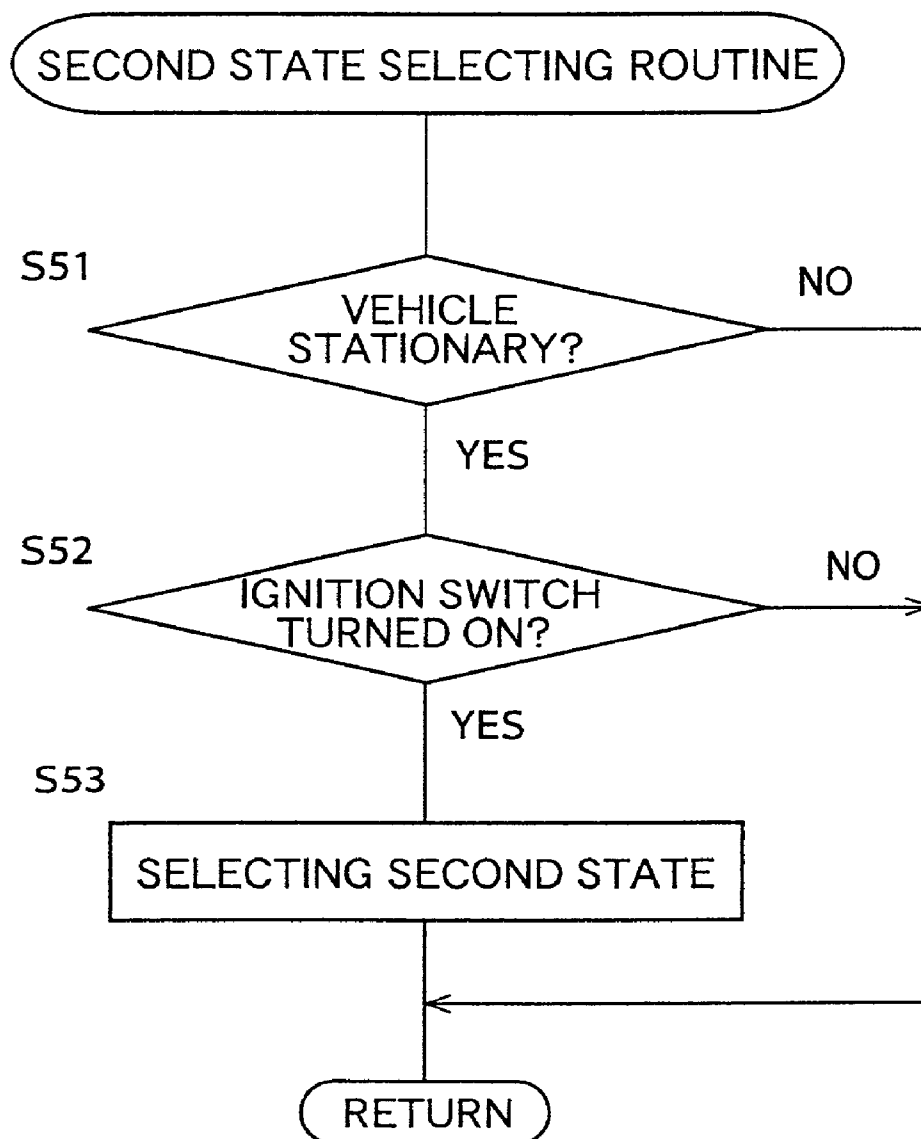 SECOND STATE SELECTING ROUTINE
S51
VEHICLE
STATIONARY?
NO
YES
S52
IGNITION SWITCH
TURNED ON?
NO
YES
S53
SELECTING SECOND STATE
RETURN